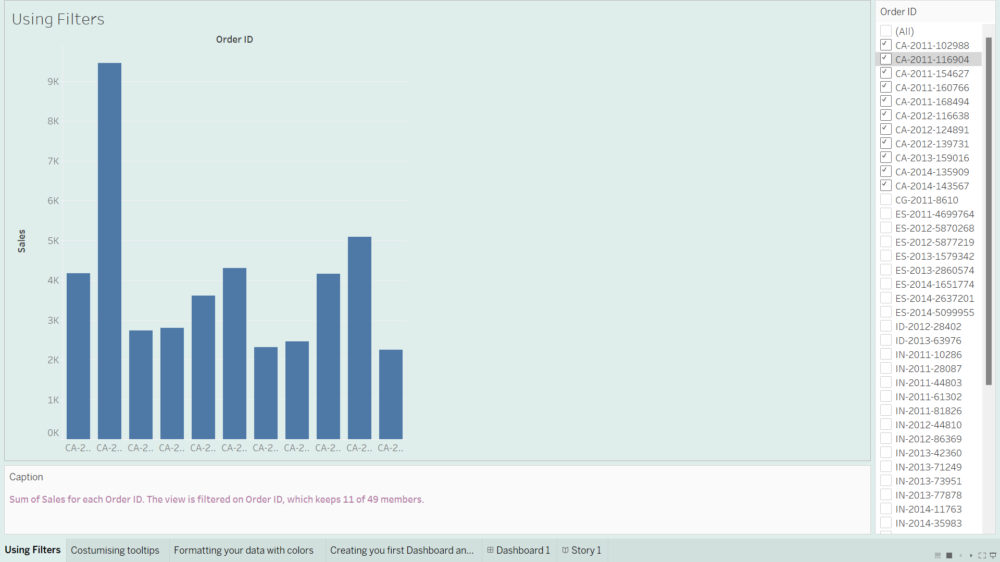 Using Filters
Order ID
Sales
9K
8K
7K
6K
5K
4K
3K
2K
1K
0K
CA-2.. CA-2.. CA-2.. CA-2.. CA-2.. CA-2.. CA-2.. CA-2.. CA-2.. CA-2.. CA-2..
Caption
Sum of Sales for each Order ID. The view is filtered on Order ID, which keeps 11 of 49 members.
Order ID
(All)
CA-2011-102988
CA-2011-116904
CA-2011-154627
CA-2011-160766
CA-2011-168494
CA-2012-116638
CA-2012-124891
CA-2012-139731
CA-2013-159016
CA-2014-135909
CA-2014-143567
CG-2011-8610
ES-2011-4699764
ES-2012-5870268
ES-2012-5877219
ES-2013-1579342
ES-2013-2860574
ES-2014-1651774
ES-2014-2637201
ES-2014-5099955
ID-2012-28402
ID-2013-63976
IN-2011-10286
IN-2011-28087
IN-2011-44803
IN-2011-61302
IN-2011-81826
IN-2012-44810
IN-2012-86369
IN-2013-42360
IN-2013-71249
IN-2013-73951
IN-2013-77878
IN-2014-11763
IN-2014-35983
Using Filters Costumising tooltips Formatting your data with colors Creating you first Dashboard an... Dashboard 1 Story 1